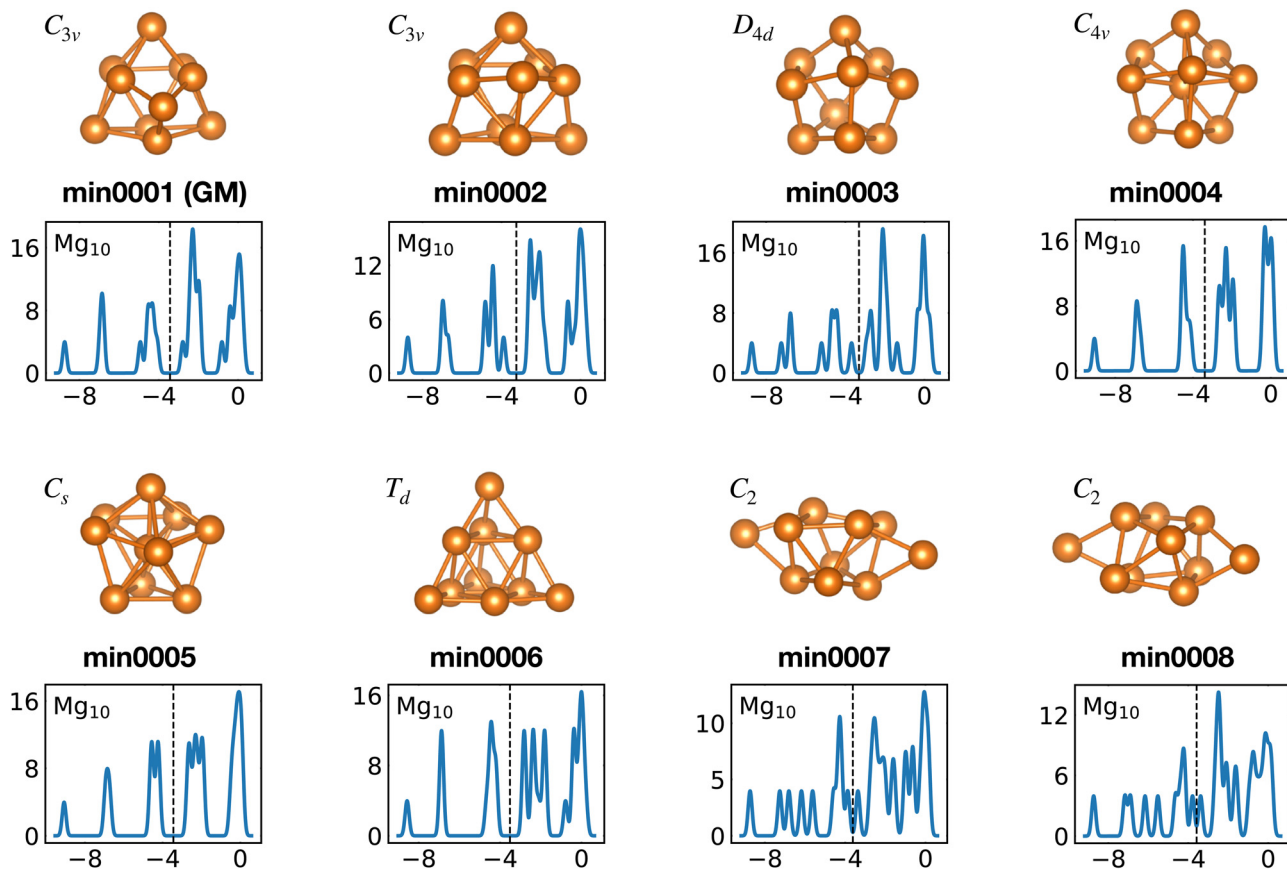 C₃ᵥ C₃ᵥ D₄d C₄ᵥ
min0001 (GM) min0002 min0003 min0004
Mg₁₀
16
8
0
−8 −4 0
Mg₁₀
12
6
0
−8 −4 0
Mg₁₀
16
8
0
−8 −4 0
Mg₁₀
16
8
0
−8 −4 0
Cₛ T_d C₂ C₂
min0005 min0006 min0007 min0008
Mg₁₀
16
8
0
−8 −4 0
Mg₁₀
16
8
0
−8 −4 0
Mg₁₀
10
5
0
−8 −4 0
Mg₁₀
12
6
0
−8 −4 0